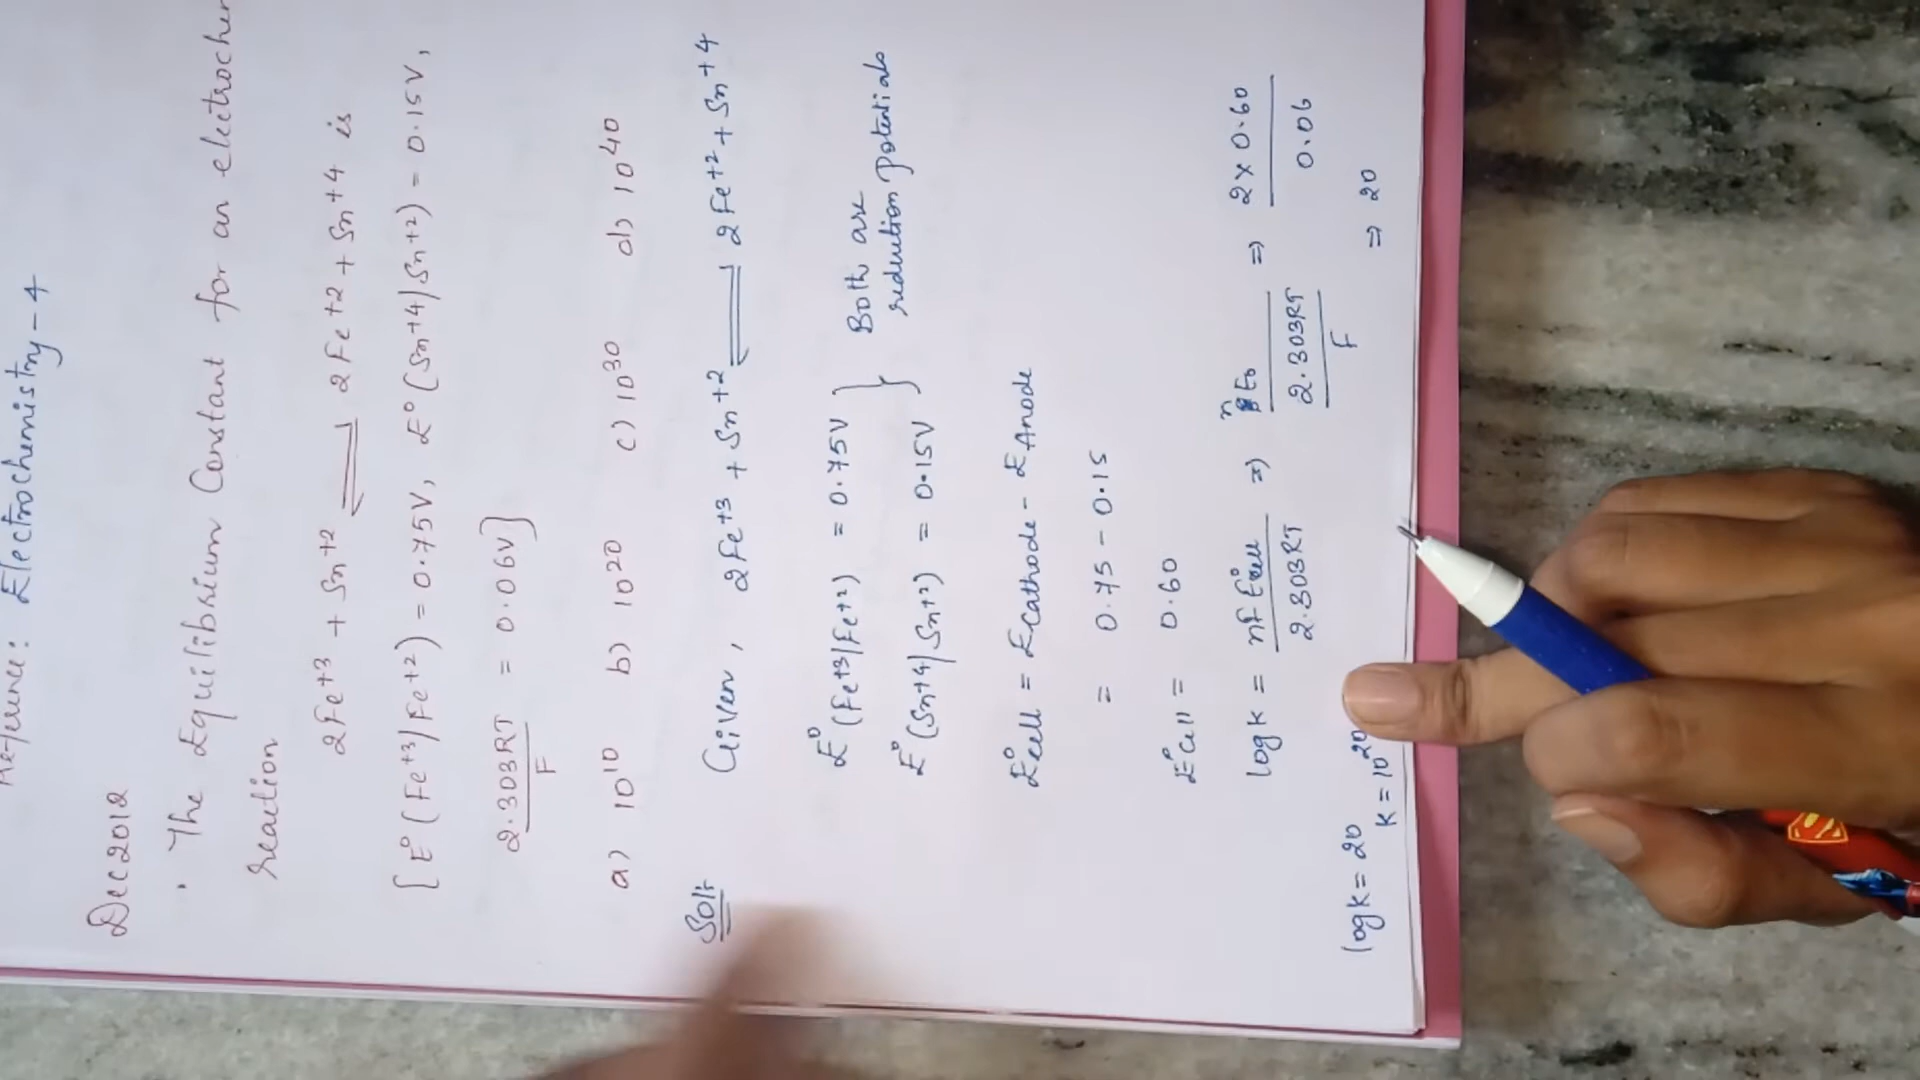 Reference: Electrochemistry - 4
Dec 2012
• The Equilibrium Constant for an
reaction
2Fe+3 + Sn+2 ⇌ 2Fe+2 + Sn+4 is
[E° (Fe+3|Fe+2) = 0.75V, E° (Sn+4|Sn+2) = 0.15V,
2.303RT/F = 0.06V]
a) 10^10 b) 10^20 c) 10^30 d) 10^40
Sol:
Given, 2Fe+3 + Sn+2 ⇌ 2Fe+2 + Sn+4
E° (Fe+3|Fe+2) = 0.75V } Both are
E° (Sn+4|Sn+2) = 0.15V } reduction potentials
E°cell = Ecathode - EAnode
= 0.75 - 0.15
E°Cell = 0.60
log K = nFE°cell/2.303RT ⇒ nE0/(2.303RT/F) ⇒ 2 x 0.60/0.06
⇒ 20
log K = 20
K = 10^20